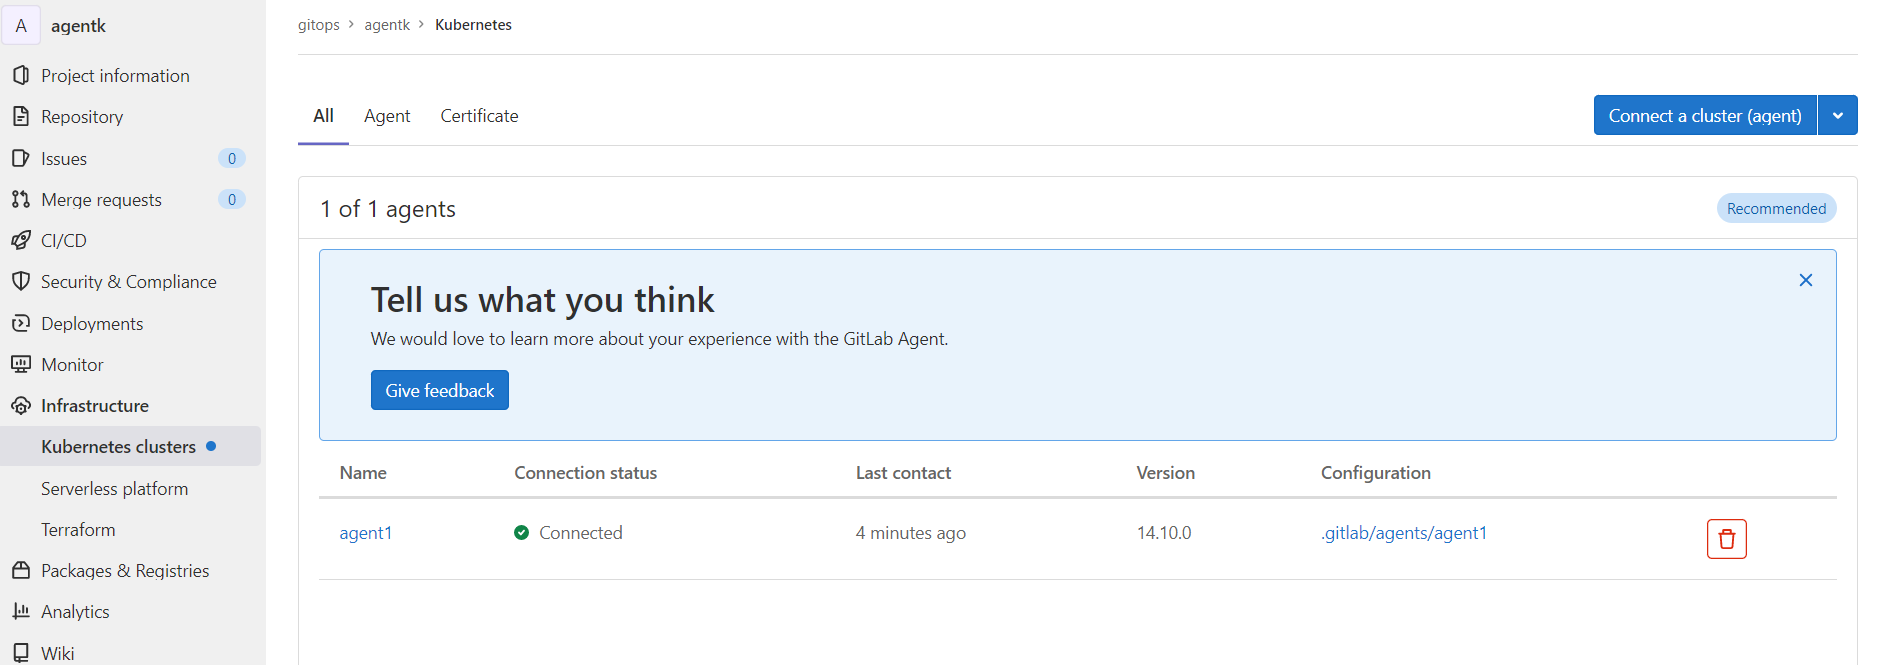 A agentk
Project information
Repository
Issues 0
Merge requests 0
CI/CD
Security & Compliance
Deployments
Monitor
Infrastructure
Kubernetes clusters
Serverless platform
Terraform
Packages & Registries
Analytics
Wiki
gitops > agentk > Kubernetes
All Agent Certificate
Connect a cluster (agent)
1 of 1 agents
Recommended
Tell us what you think
We would love to learn more about your experience with the GitLab Agent.
Give feedback
Name Connection status Last contact Version Configuration
agent1 Connected 4 minutes ago 14.10.0 .gitlab/agents/agent1